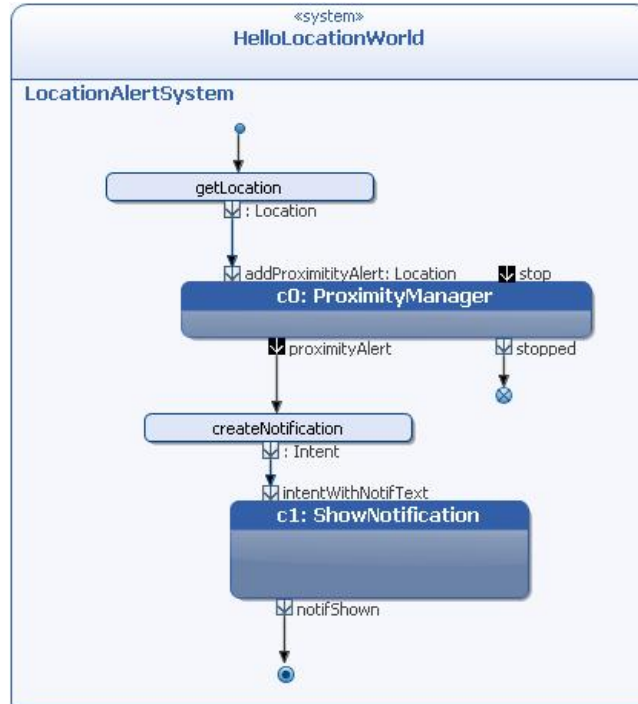 «system»
HelloLocationWorld
LocationAlertSystem
getLocation
: Location
addProximitityAlert: Location stop
c0: ProximityManager
proximityAlert stopped
createNotification
: Intent
intentWithNotifText
c1: ShowNotification
notifShown